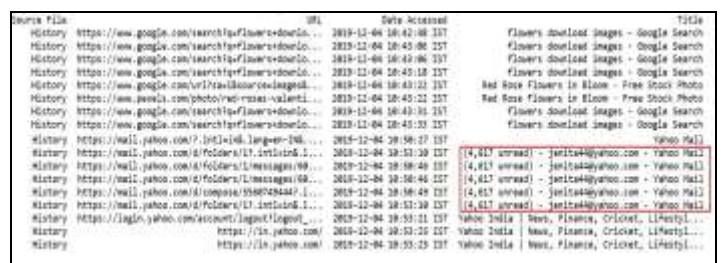 Source File URL Date Accessed Title
History https://www.google.com/search?q=flowers+downlo... 2019-12-04 10:42:48 IST flowers download images - Google Search
History https://www.google.com/search?q=flowers+downlo... 2019-12-04 10:43:06 IST flowers download images - Google Search
History https://www.google.com/search?q=flowers+downlo... 2019-12-04 10:43:06 IST flowers download images - Google Search
History https://www.google.com/search?q=flowers+downlo... 2019-12-04 10:43:18 IST flowers download images - Google Search
History https://www.google.com/url?sa=i&source=images&... 2019-12-04 10:43:22 IST Red Rose Flowers in Bloom - Free Stock Photo
History https://www.pexels.com/photo/red-roses-valenti... 2019-12-04 10:43:22 IST Red Rose Flowers in Bloom - Free Stock Photo
History https://www.google.com/search?q=flowers+downlo... 2019-12-04 10:43:31 IST flowers download images - Google Search
History https://www.google.com/search?q=flowers+downlo... 2019-12-04 10:43:33 IST flowers download images - Google Search
History https://mail.yahoo.com/?.intl=in&.lang=en-IN&... 2019-12-04 10:50:27 IST Yahoo Mail
History https://mail.yahoo.com/d/folders/1?.intl=in&.i... 2019-12-04 10:53:10 IST (4,617 unread) - jenita44@yahoo.com - Yahoo Mail
History https://mail.yahoo.com/d/folders/1/messages/60... 2019-12-04 10:50:46 IST (4,617 unread) - jenita44@yahoo.com - Yahoo Mail
History https://mail.yahoo.com/d/folders/1/messages/60... 2019-12-04 10:50:46 IST (4,617 unread) - jenita44@yahoo.com - Yahoo Mail
History 2019-12-04 10:50:49 IST (4,617 unread) - jenita44@yahoo.com - Yahoo Mail
History https://mail.yahoo.com/d/folders/1?.intl=in&.i... 2019-12-04 10:53:10 IST (4,617 unread) - jenita44@yahoo.com - Yahoo Mail
History https://login.yahoo.com/account/logout?logout_... 2019-12-04 10:53:21 IST Yahoo India | News, Finance, Cricket, Lifestyl...
History https://in.yahoo.com/ 2019-12-04 10:53:23 IST Yahoo India | News, Finance, Cricket, Lifestyl...
History https://in.yahoo.com/ 2019-12-04 10:53:25 IST Yahoo India | News, Finance, Cricket, Lifestyl...